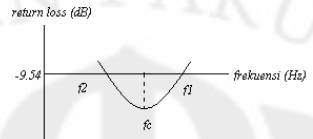 return loss (dB)
-9.54
frekuensi (Hz)
f2
f1
fc